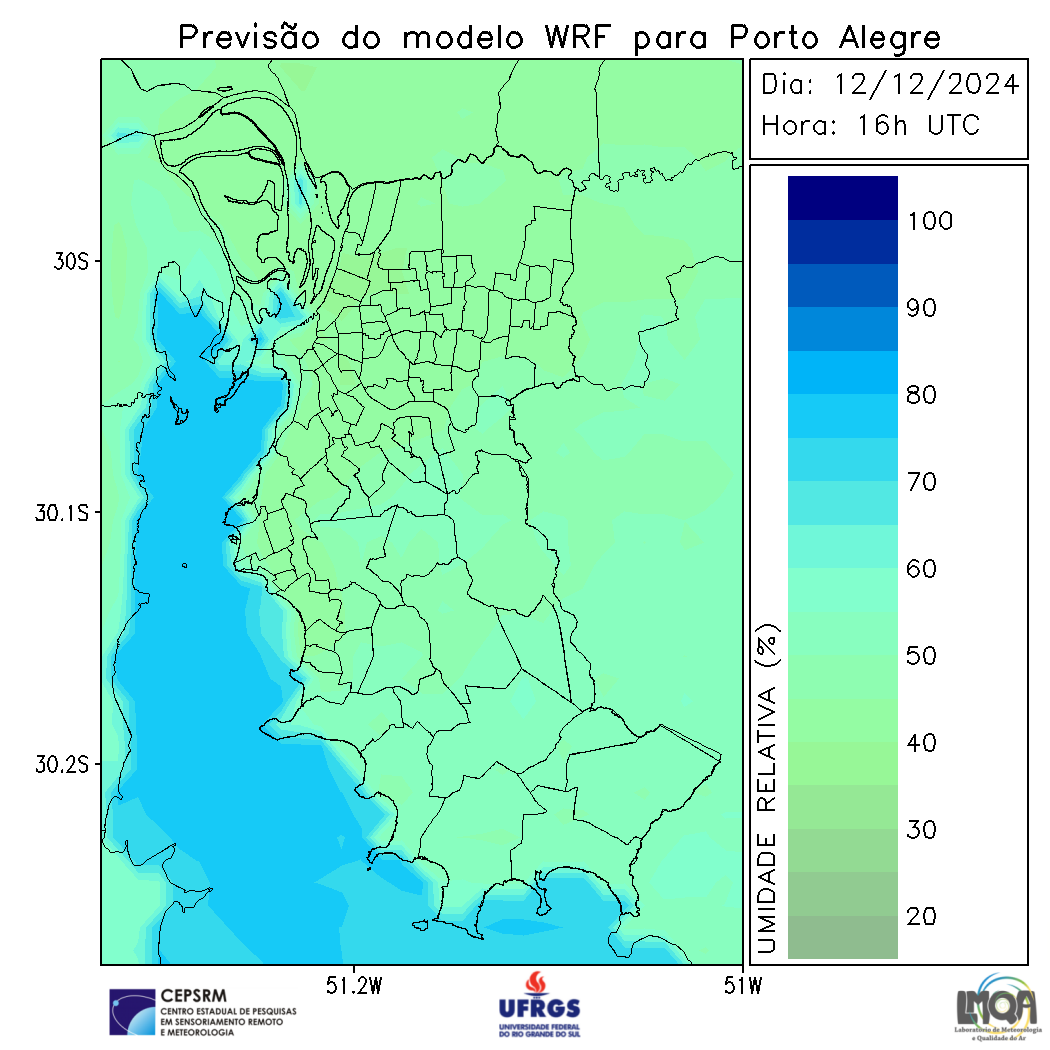 Previsão do modelo WRF para Porto Alegre
Dia: 12/12/2024
Hora: 16h UTC
30S
30.1S
30.2S
51.2W
51W
UMIDADE RELATIVA (%)
100
90
80
70
60
50
40
30
20
CEPSRM
CENTRO ESTADUAL DE PESQUISAS
EM SENSORIAMENTO REMOTO
E METEOROLOGIA
UFRGS
UNIVERSIDADE FEDERAL
DO RIO GRANDE DO SUL
LMQA
Laboratório de Meteorologia
e Qualidade do Ar